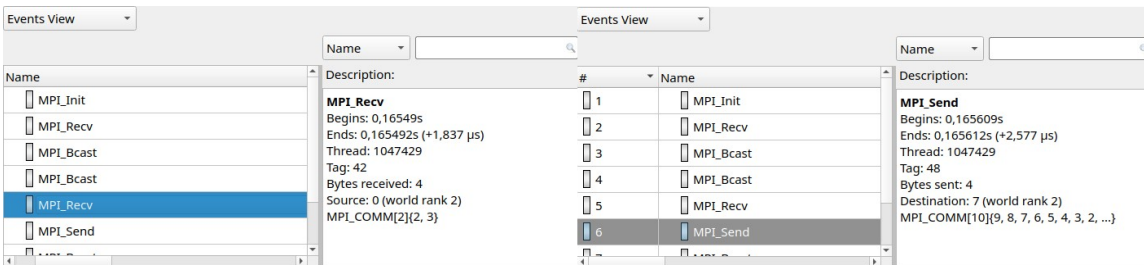 Events View
Name
Description:
Name
MPI_Init
MPI_Recv
MPI_Bcast
MPI_Bcast
MPI_Recv
MPI_Send
MPI_Recv
Begins: 0,16549s
Ends: 0,165492s (+1,837 µs)
Thread: 1047429
Tag: 42
Bytes received: 4
Source: 0 (world rank 2)
MPI_COMM[2]{2, 3}
Events View
Name
Description:
# Name
1 MPI_Init
2 MPI_Recv
3 MPI_Bcast
4 MPI_Bcast
5 MPI_Recv
6 MPI_Send
MPI_Send
Begins: 0,165609s
Ends: 0,165612s (+2,577 µs)
Thread: 1047429
Tag: 48
Bytes sent: 4
Destination: 7 (world rank 2)
MPI_COMM[10]{9, 8, 7, 6, 5, 4, 3, 2, ...}